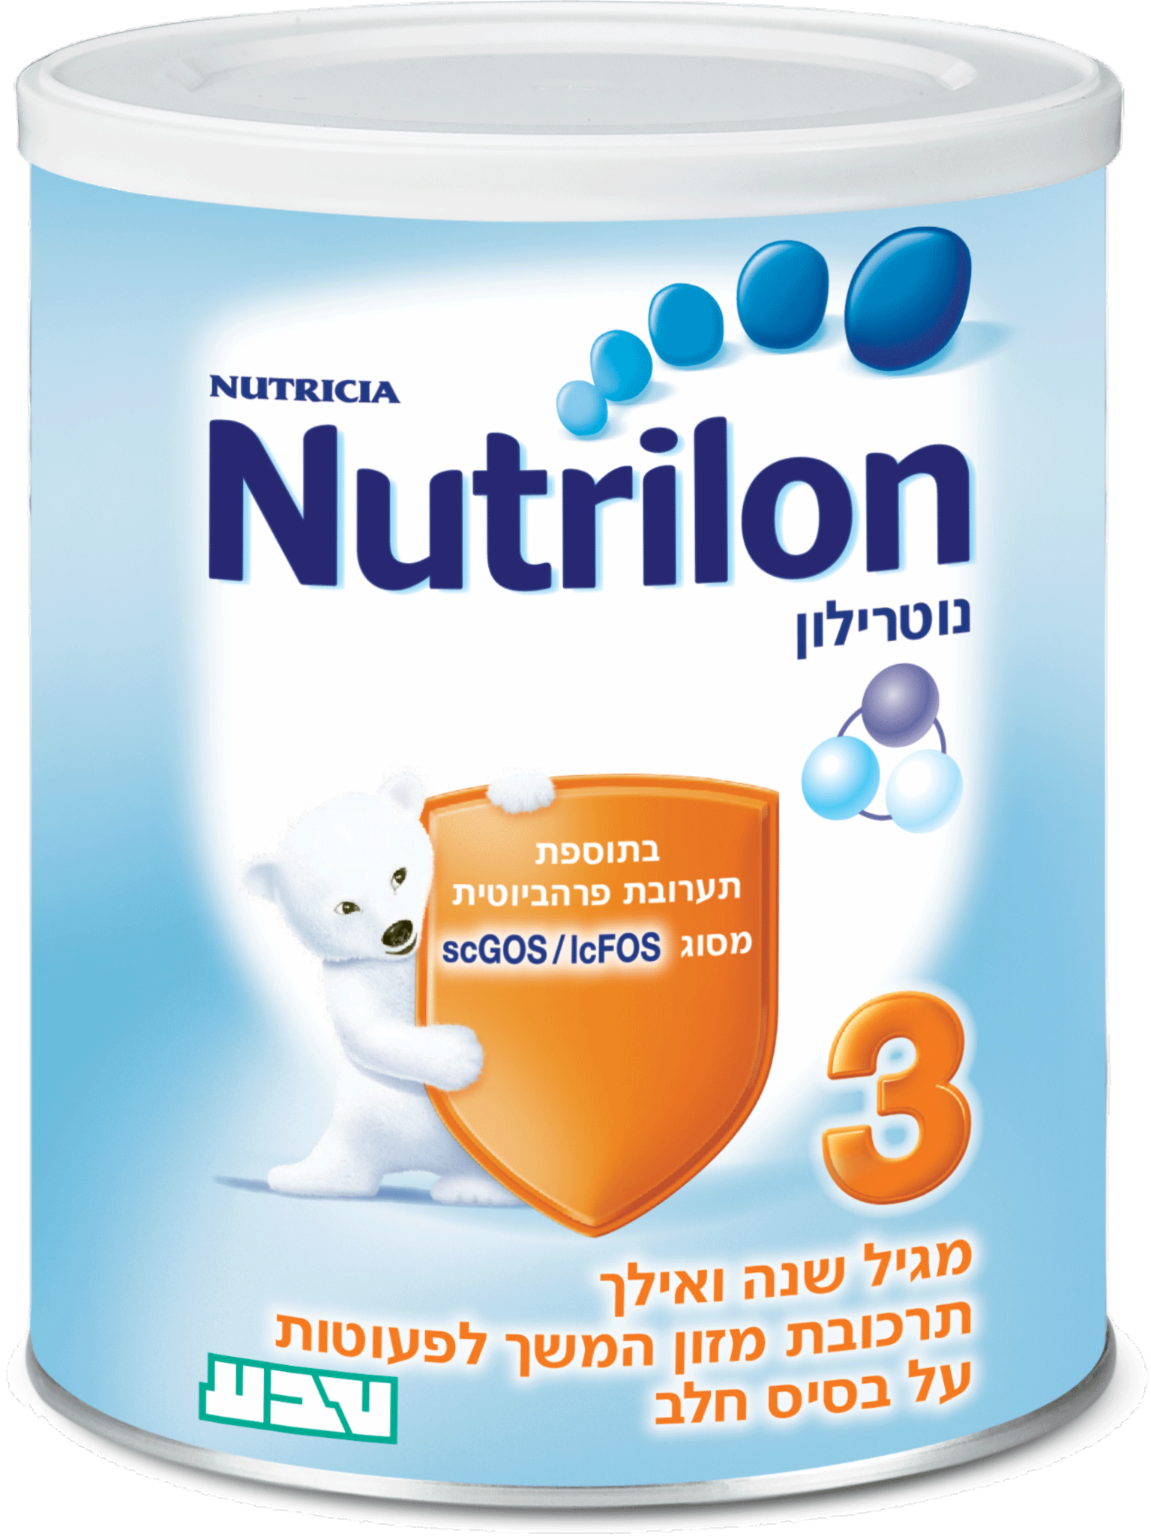 NUTRICIA
Nutrilon
נוטרילון
בתוספת
תערובת פרהביוטית
מסוג scGOS/lcFOS
3
מגיל שנה ואילך
תרכובת מזון המשך לפעוטות
על בסיס חלב
טבע